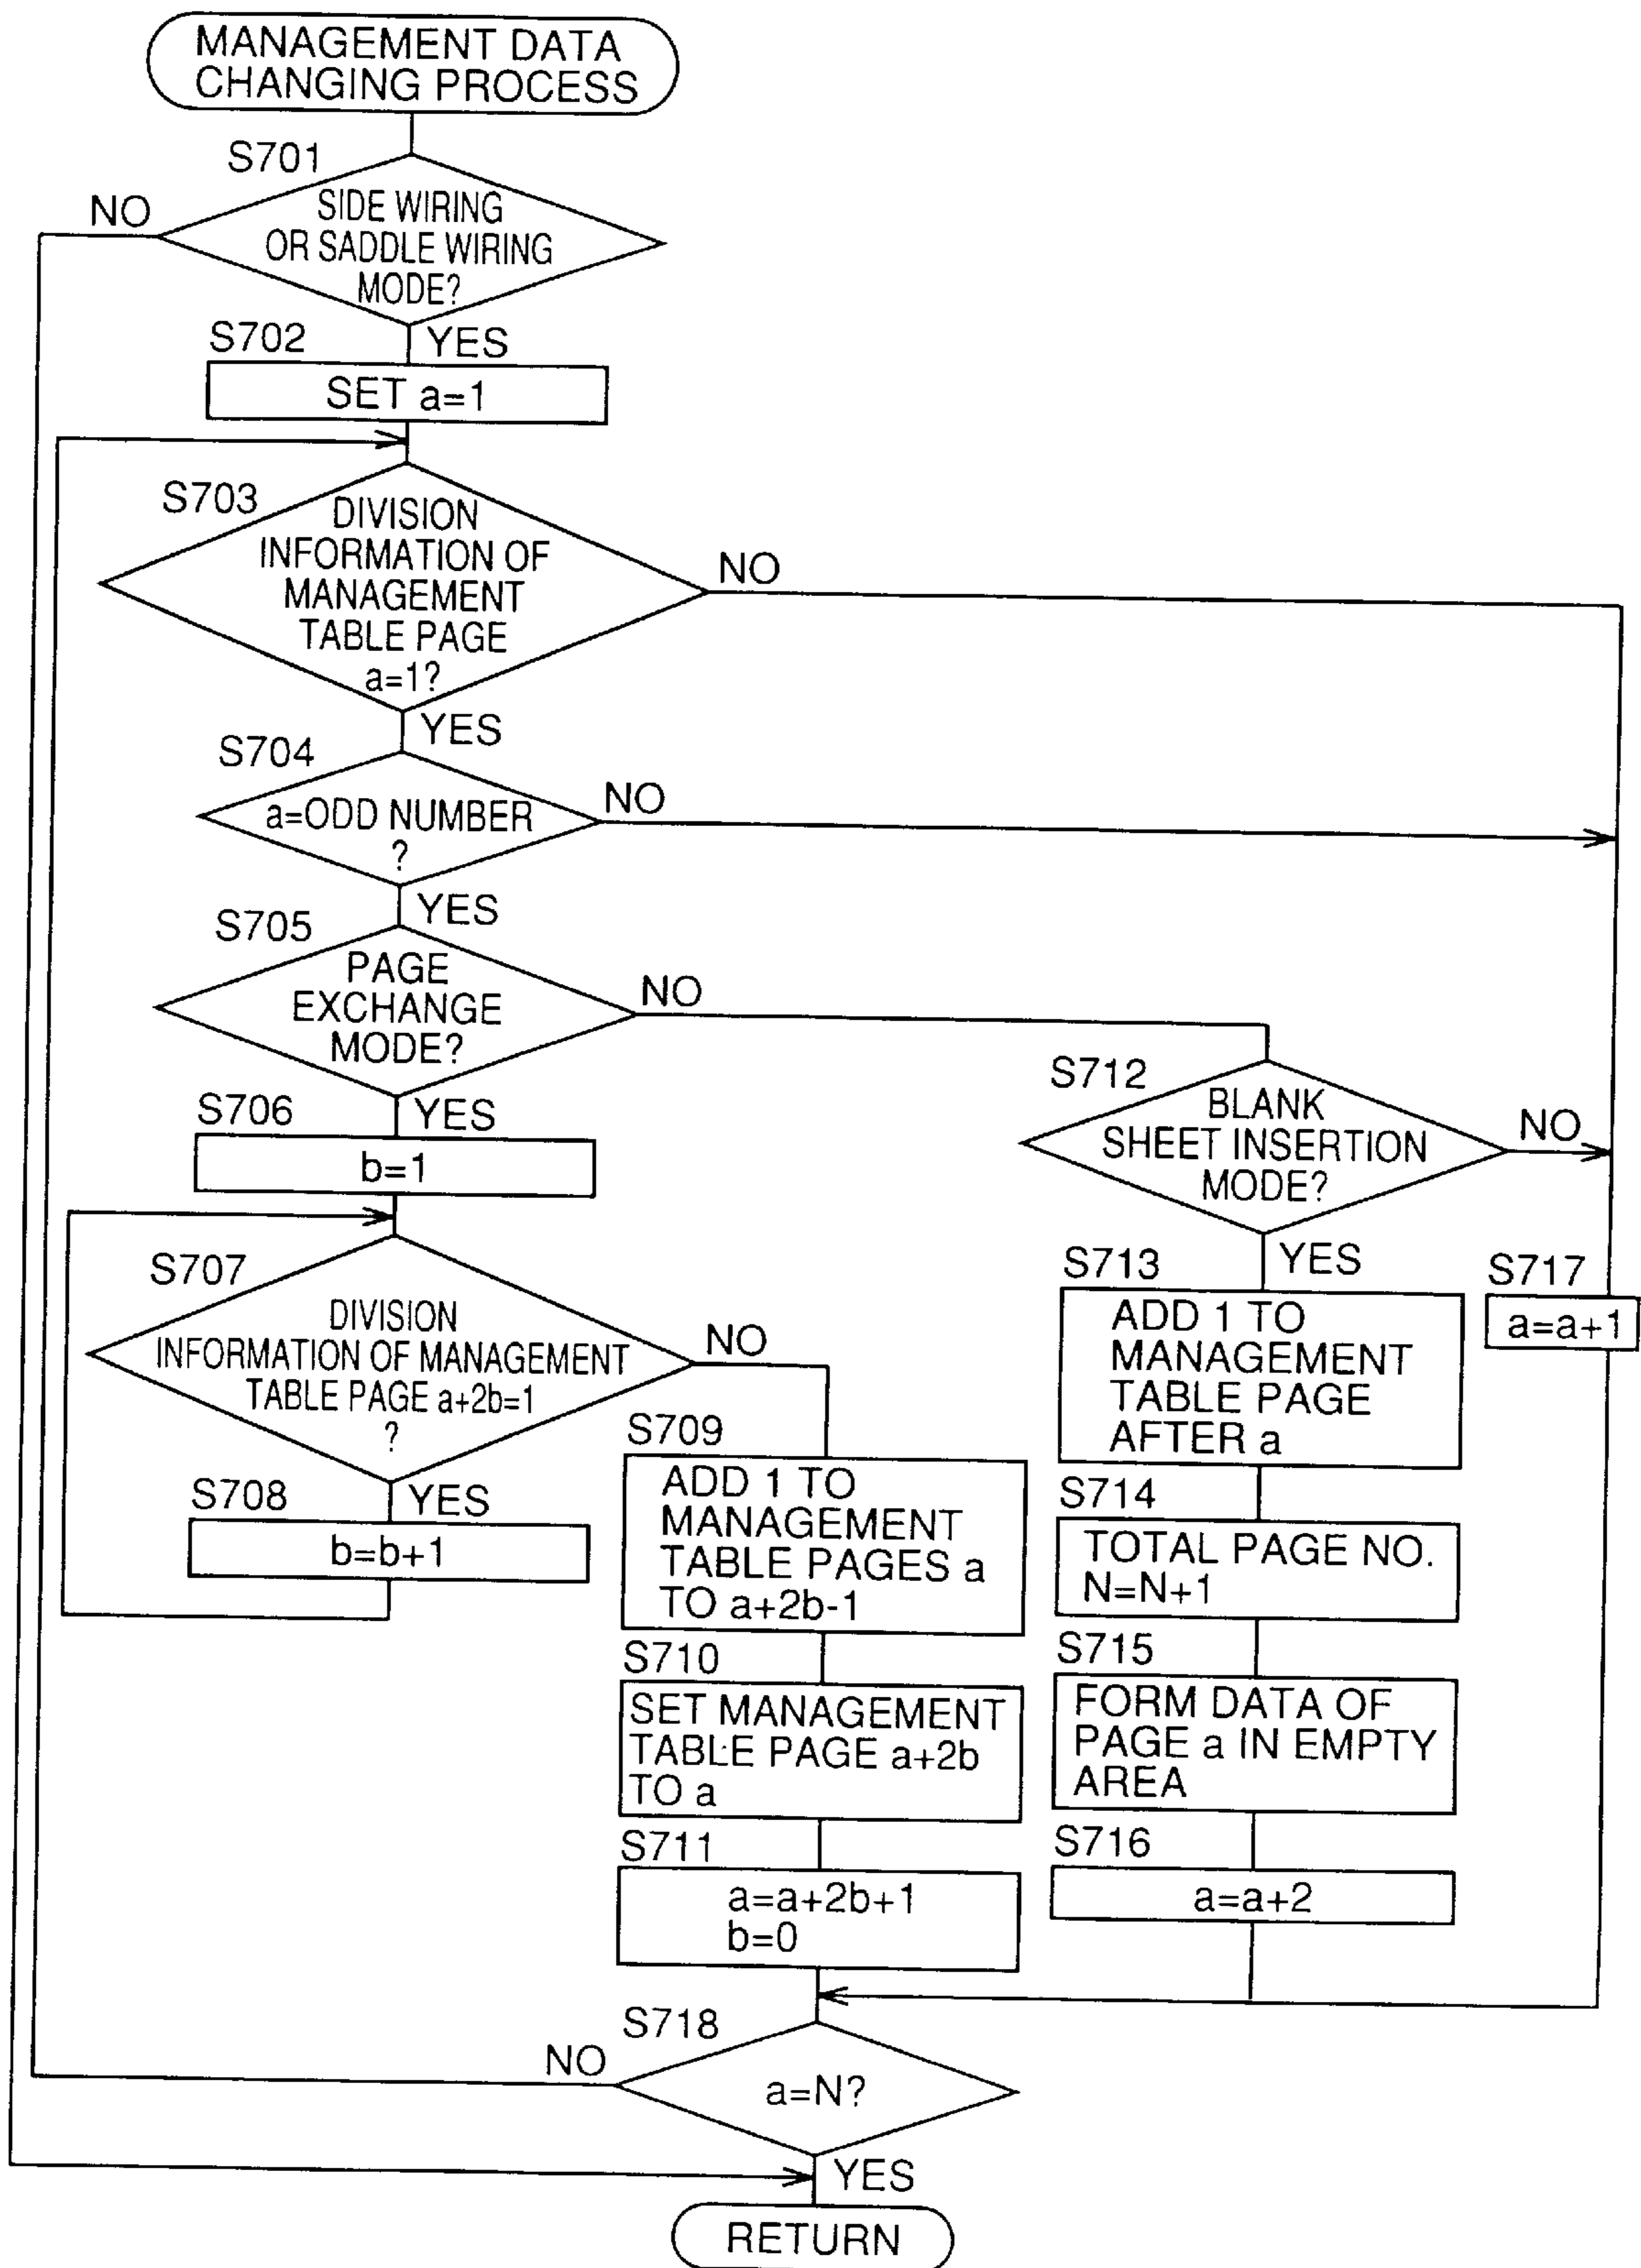 MANAGEMENT DATA
CHANGING PROCESS
S701
SIDE WIRING
OR SADDLE WIRING
MODE?
NO
YES
S702
SET a=1
S703
DIVISION
INFORMATION OF
MANAGEMENT
TABLE PAGE
a=1?
NO
YES
S704
a=ODD NUMBER
?
NO
YES
S705
PAGE
EXCHANGE
MODE?
NO
YES
S706
b=1
S707
DIVISION
INFORMATION OF MANAGEMENT
TABLE PAGE a+2b=1
?
NO
YES
S708
b=b+1
S709
ADD 1 TO
MANAGEMENT
TABLE PAGES a
TO a+2b-1
S710
SET MANAGEMENT
TABLE PAGE a+2b
TO a
S711
a=a+2b+1
b=0
S712
BLANK
SHEET INSERTION
MODE?
NO
YES
S713
ADD 1 TO
MANAGEMENT
TABLE PAGE
AFTER a
S714
TOTAL PAGE NO.
N=N+1
S715
FORM DATA OF
PAGE a IN EMPTY
AREA
S716
a=a+2
S717
a=a+1
S718
a=N?
NO
YES
RETURN